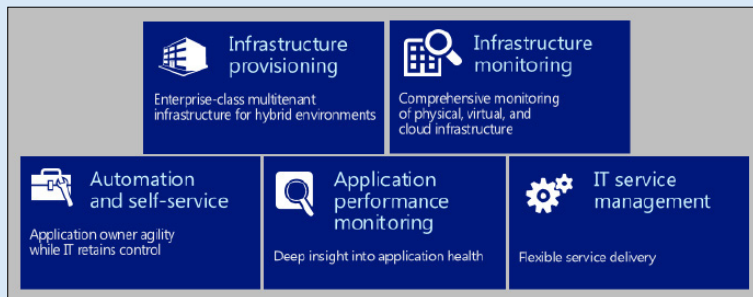 Infrastructure
provisioning
Enterprise-class multitenant
infrastructure for hybrid environments
Infrastructure
monitoring
Comprehensive monitoring
of physical, virtual, and
cloud infrastructure
Automation
and self-service
Application owner agility
while IT retains control
Application
performance
monitoring
Deep insight into application health
IT service
management
Flexible service delivery